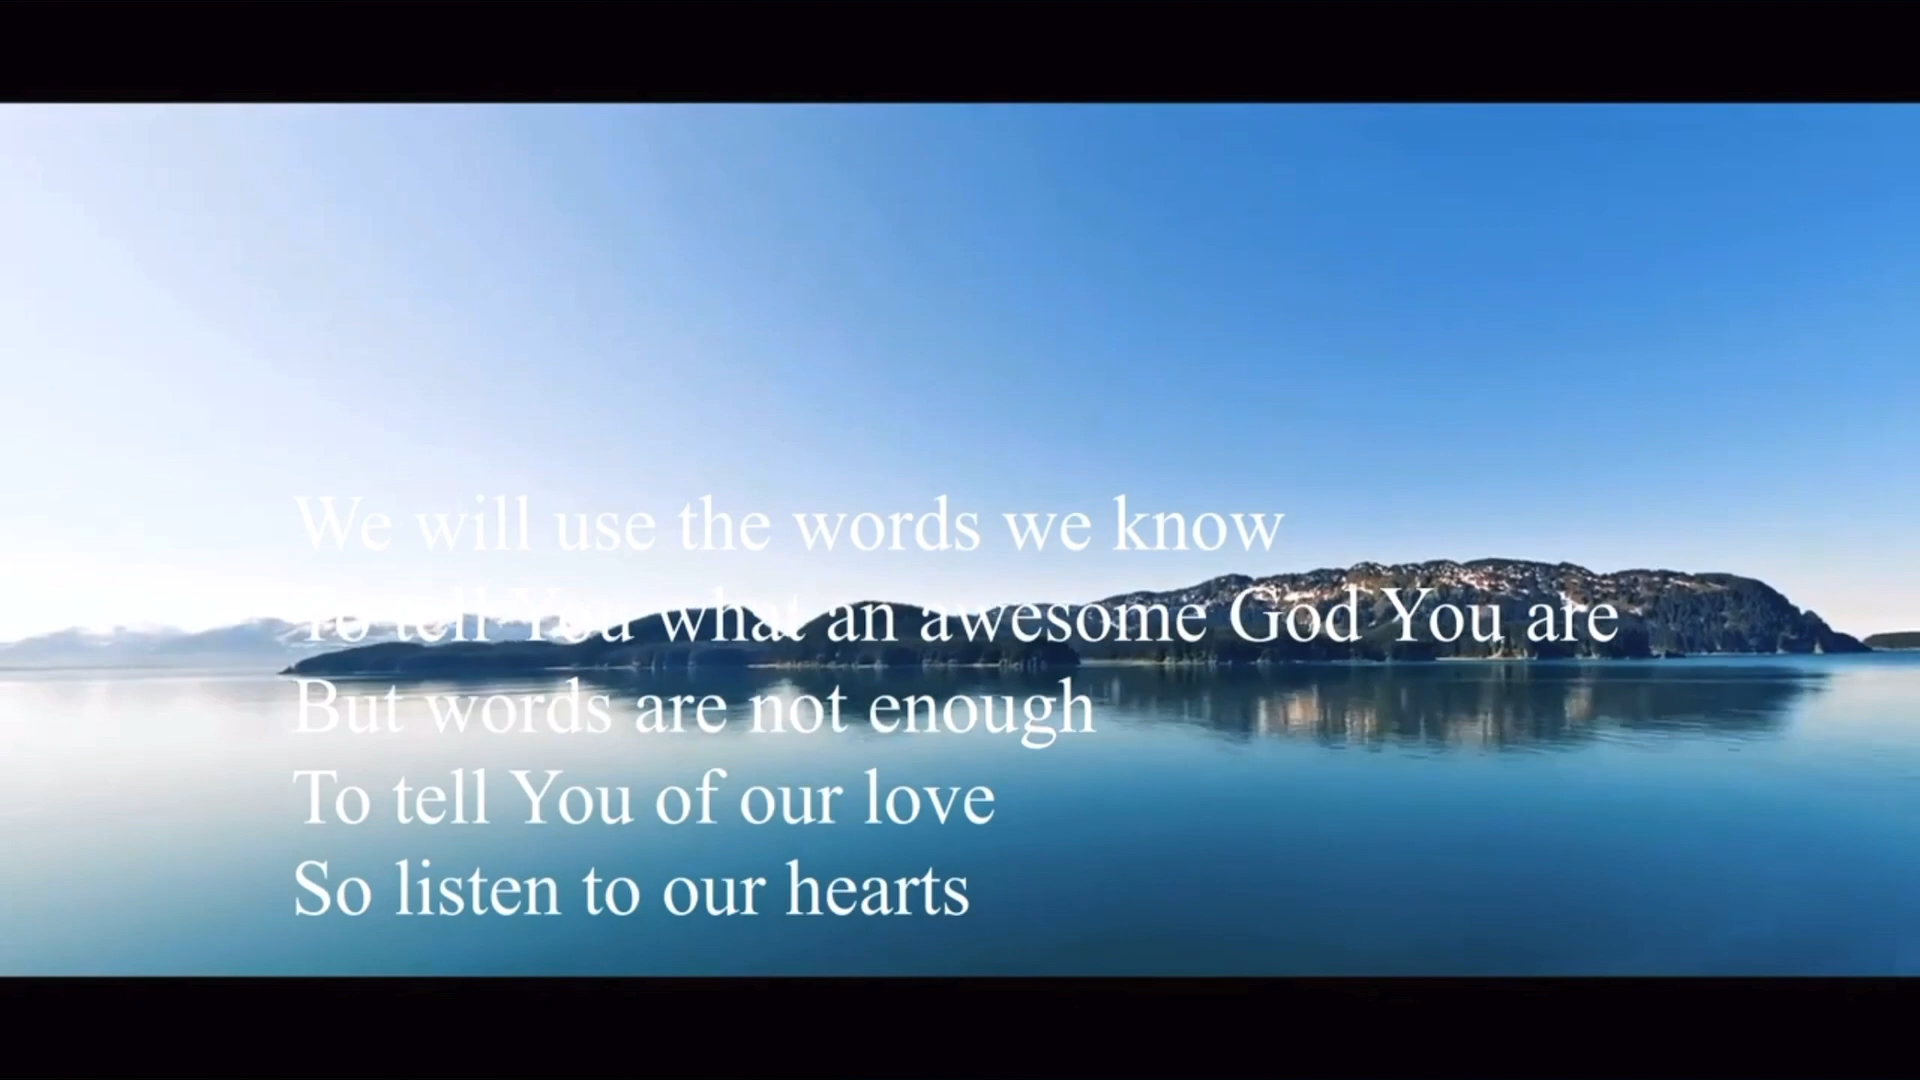 We will use the words we know
To tell You what an awesome God You are
But words are not enough
To tell You of our love
So listen to our hearts